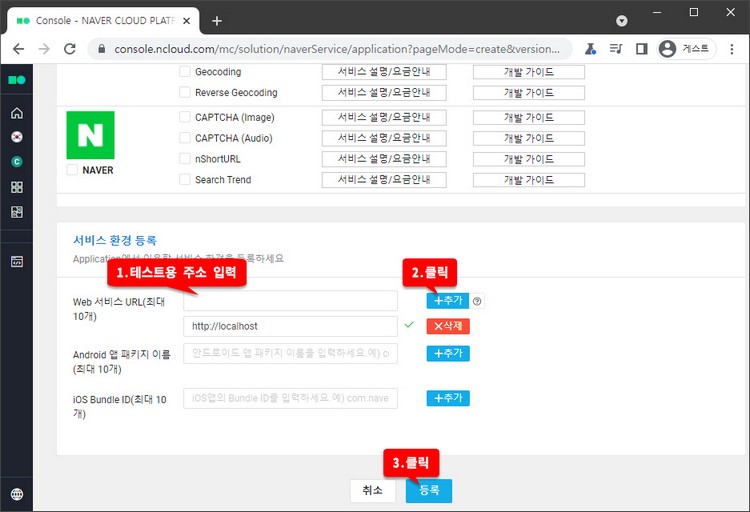 Console - NAVER CLOUD PLATF
console.ncloud.com/mc/solution/naverService/application?pageMode=create&version...
게스트
Geocoding 서비스 설명/요금안내 개발 가이드
Reverse Geocoding 서비스 설명/요금안내 개발 가이드
N
NAVER
CAPTCHA (Image) 서비스 설명/요금안내 개발 가이드
CAPTCHA (Audio) 서비스 설명/요금안내 개발 가이드
nShortURL 서비스 설명/요금안내 개발 가이드
Search Trend 서비스 설명/요금안내 개발 가이드
C
서비스 환경 등록
Application에서 이용할 서비스 환경을 등록하세요
1.테스트용 주소 입력
2.클릭
Web 서비스 URL(최대
10개)
+추가
http://localhost
×삭제
Android 앱 패키지 이름
(최대 10개)
안드로이드 앱 패키지 이름을 입력하세요.예) c
+추가
iOS Bundle ID(최대 10
개)
iOS앱의 Bundle ID를 입력하세요.예) com.nave
+추가
3.클릭
취소 등록